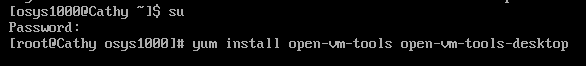 [osys1000@Cathy ~]$ su
Password:
[root@Cathy osys1000]# yum install open-vm-tools open-vm-tools-desktop